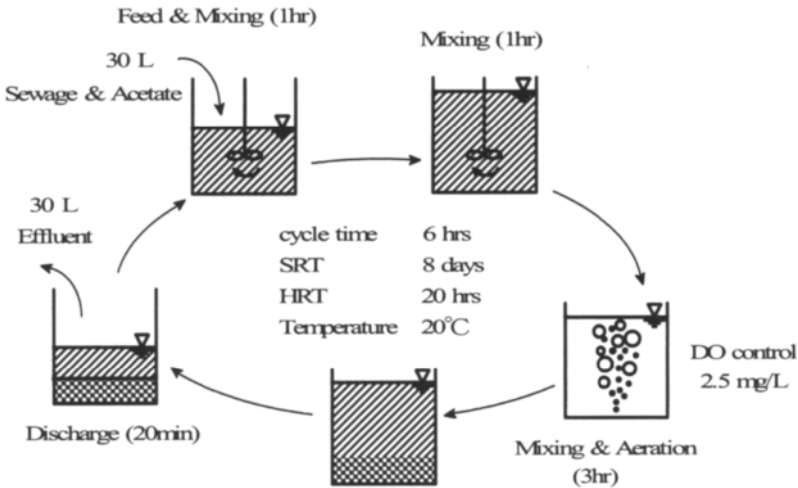 Feed & Mixing (1hr)
30 L
Sewage & Acetate
Mixing (1hr)
30 L
Effluent
cycle time 6 hrs
SRT 8 days
HRT 20 hrs
Temperature 20℃
DO control
2.5 mg/L
Discharge (20min)
Mixing & Aeration
(3hr)